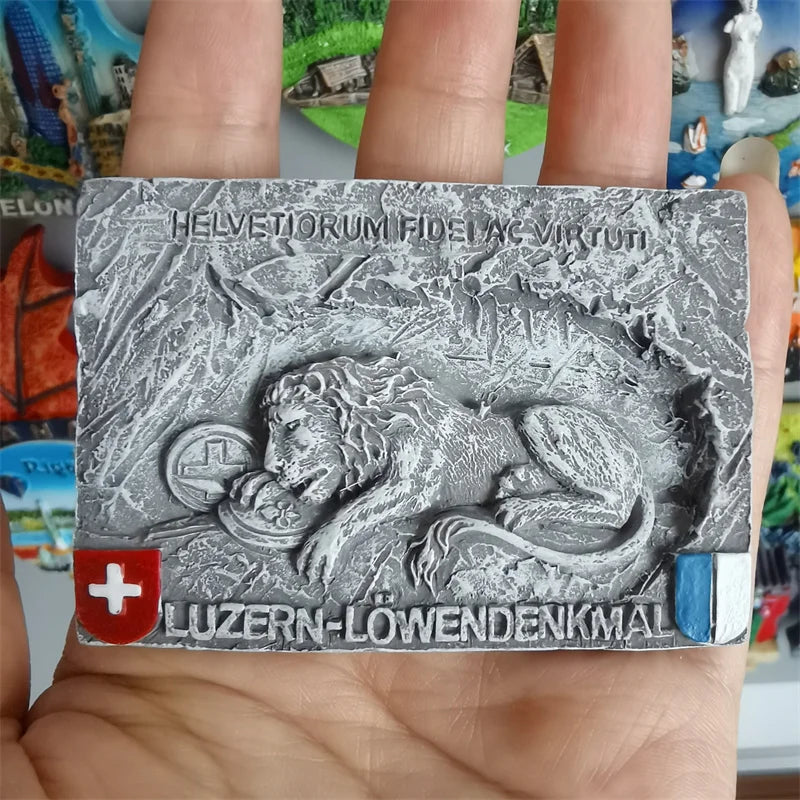 HELVETIORUM FIDEI AC VIRTUTI
LUZERN-LÖWENDENKMAL